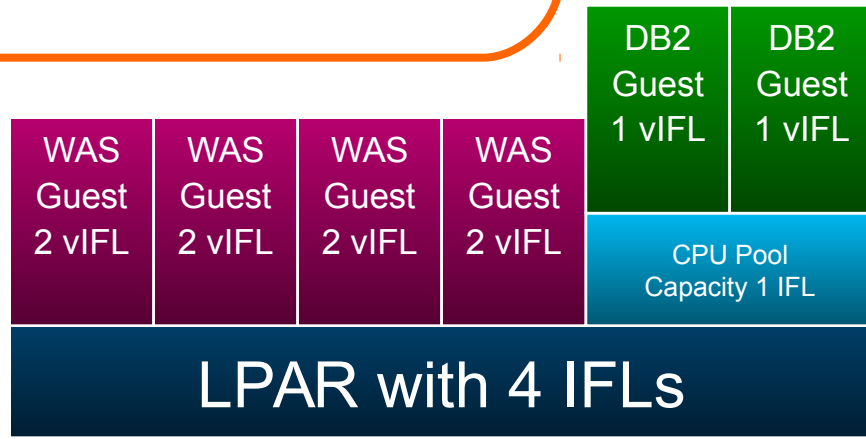 WAS
Guest
2 vIFL
WAS
Guest
2 vIFL
WAS
Guest
2 vIFL
WAS
Guest
2 vIFL
DB2
Guest
1 vIFL
DB2
Guest
1 vIFL
CPU Pool
Capacity 1 IFL
LPAR with 4 IFLs